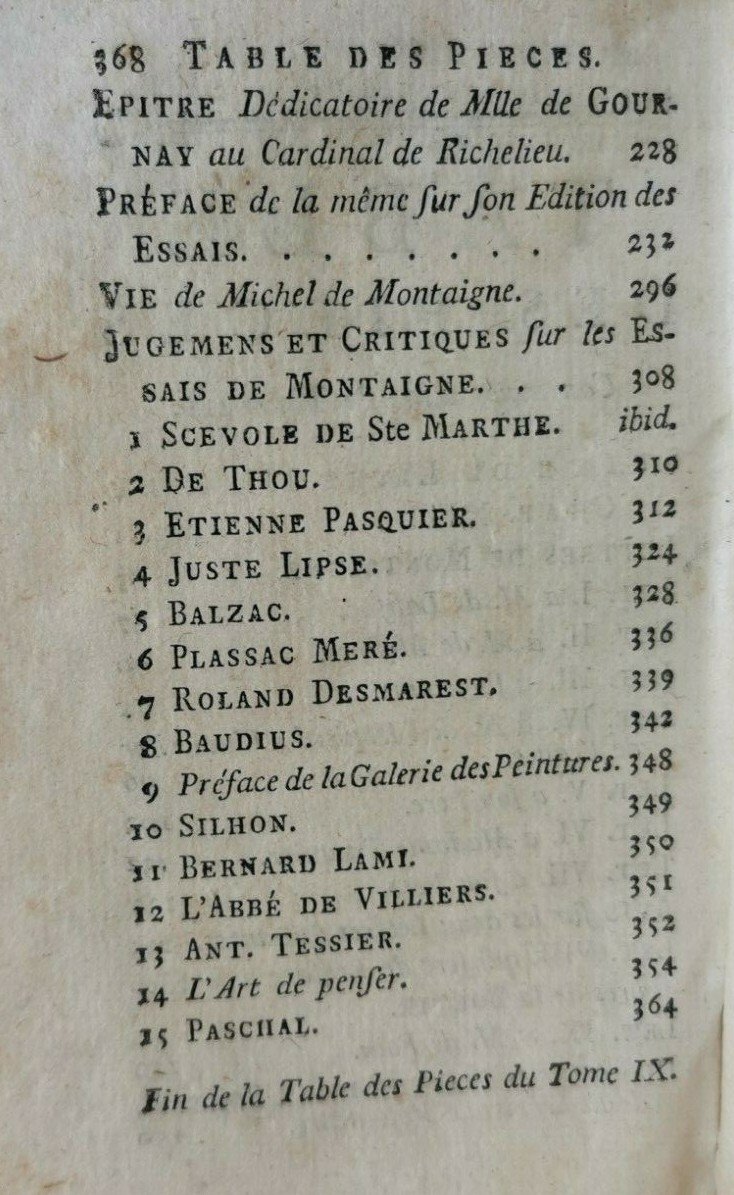 368 TABLE DES PIECES.
EPITRE Dédicatoire de Mlle de GOUR-
NAY au Cardinal de Richelieu. 228
PRÉFACE de la même ſur ſon Edition des
ESSAIS. . . . . . . . 232
VIE de Michel de Montaigne. 296
JUGEMENS ET CRITIQUES ſur les ES-
SAIS DE MONTAIGNE. . . 308
1 SCEVOLE DE Ste MARTHE. ibid.
2 DE THOU. 310
3 ETIENNE PASQUIER. 312
4 JUSTE LIPSE. 324
5 BALZAC. 328
6 PLASSAC MERÉ. 336
7 ROLAND DESMAREST. 339
8 BAUDIUS. 342
9 Préface de la Galerie des Peintures. 348
10 SILHON. 349
11 BERNARD LAMI. 350
12 L'ABBÉ DE VILLIERS. 351
13 ANT. TESSIER. 352
14 L'Art de penſer. 354
15 PASCHAL. 364
Fin de la Table des Pieces du Tome IX.